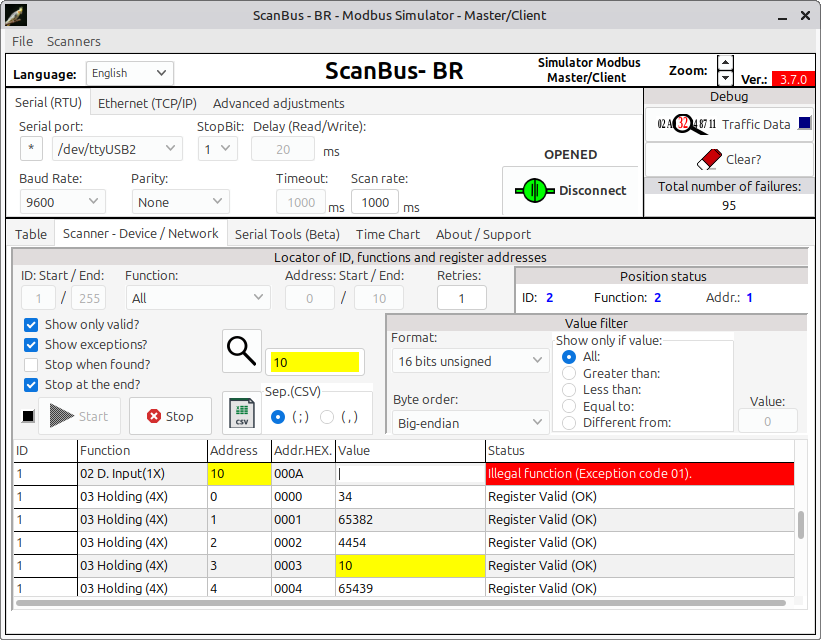 ScanBus - BR - Modbus Simulator - Master/Client
File Scanners
Language: English
ScanBus- BR
Simulator Modbus
Master/Client
Zoom:
Ver.: 3.7.0
Serial (RTU) Ethernet (TCP/IP) Advanced adjustments
Serial port: StopBit: Delay (Read/Write):
* /dev/ttyUSB2 1 20 ms
Baud Rate: Parity: Timeout: Scan rate:
9600 None 1000 ms 1000 ms
OPENED
Disconnect
Debug
02 A 32 4 87 11 Traffic Data
Clear?
Total number of failures:
95
Table Scanner - Device / Network Serial Tools (Beta) Time Chart About / Support
Locator of ID, functions and register addresses
ID: Start / End: Function: Address: Start / End: Retries:
1 / 255 All 0 / 10 1
Position status
ID: 2 Function: 2 Addr.: 1
Show only valid?
Show exceptions?
Stop when found?
Stop at the end?
10
Start Stop
CSV
Sep.(CSV)
(;) (,)
Value filter
Format:
16 bits unsigned
Byte order:
Big-endian
Show only if value:
All:
Greater than:
Less than:
Equal to:
Different from:
Value:
0
ID Function Address Addr.HEX. Value Status
1 02 D. Input(1X) 10 000A Illegal function (Exception code 01).
1 03 Holding (4X) 0 0000 34 Register Valid (OK)
1 03 Holding (4X) 1 0001 65382 Register Valid (OK)
1 03 Holding (4X) 2 0002 4454 Register Valid (OK)
1 03 Holding (4X) 3 0003 10 Register Valid (OK)
1 03 Holding (4X) 4 0004 65439 Register Valid (OK)